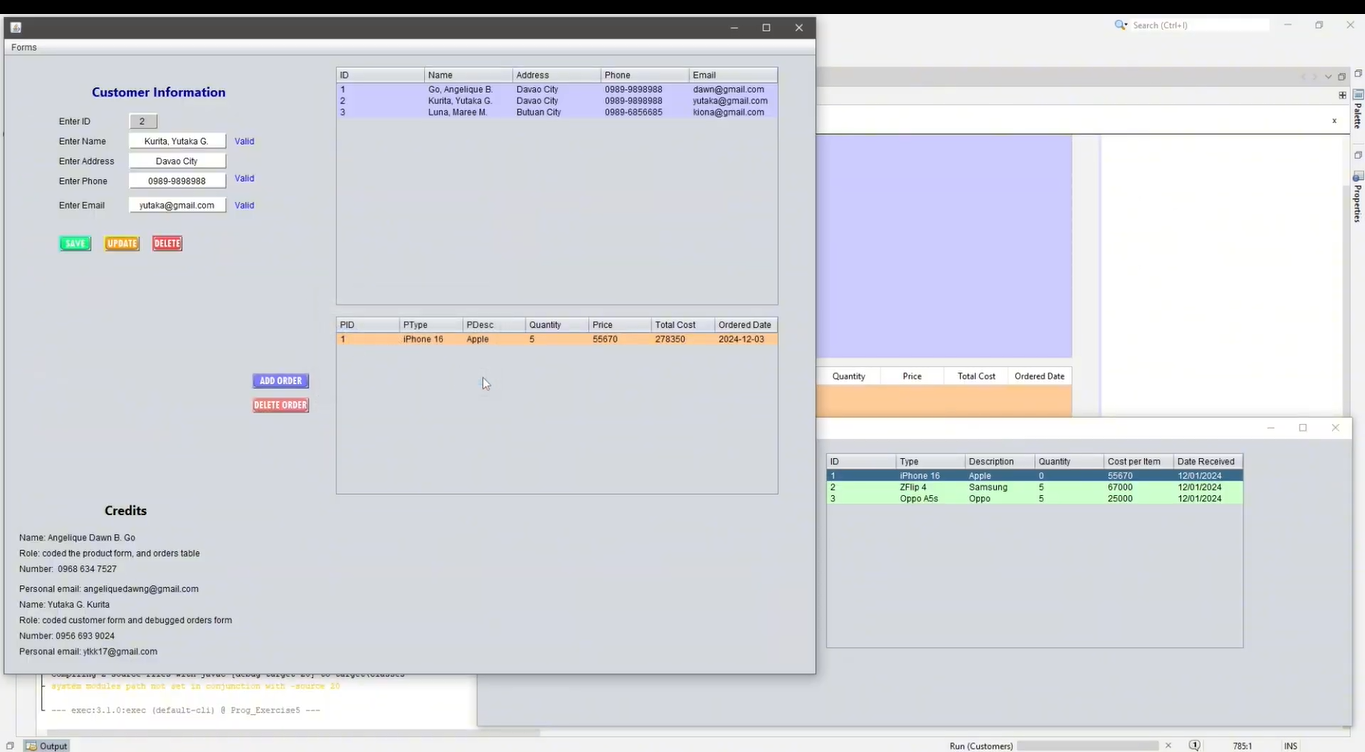 Search (Ctrl+I)
Forms
Customer Information
Enter ID 2
Enter Name Kurita, Yutaka G. Valid
Enter Address Davao City
Enter Phone 0989-9898988 Valid
Enter Email yutaka@gmail.com Valid
SAVE UPDATE DELETE
ID Name Address Phone Email
1 Go, Angelique B. Davao City 0989-9898988 dawn@gmail.com
2 Kurita, Yutaka G. Davao City 0989-9898988 yutaka@gmail.com
3 Luna, Maree M. Butuan City 0989-6856685 kiona@gmail.com
PID PType PDesc Quantity Price Total Cost Ordered Date
1 iPhone 16 Apple 5 55670 278350 2024-12-03
ADD ORDER
DELETE ORDER
Credits
Name: Angelique Dawn B. Go
Role: coded the product form, and orders table
Number: 0968 634 7527
Personal email: angeliquedawng@gmail.com
Name: Yutaka G. Kurita
Role: coded customer form and debugged orders form
Number: 0956 693 9024
Personal email: ytkk17@gmail.com
x
Palette
Properties
Quantity Price Total Cost Ordered Date
ID Type Description Quantity Cost per Item Date Received
1 iPhone 16 Apple 0 55670 12/01/2024
2 ZFlip 4 Samsung 5 67000 12/01/2024
3 Oppo A5s Oppo 5 25000 12/01/2024
system modules path not set in conjunction with -source 20
--- exec:3.1.0:exec (default-cli) @ Prog_Exercise5 ---
Output
Run (Customers) 1 785:1 INS